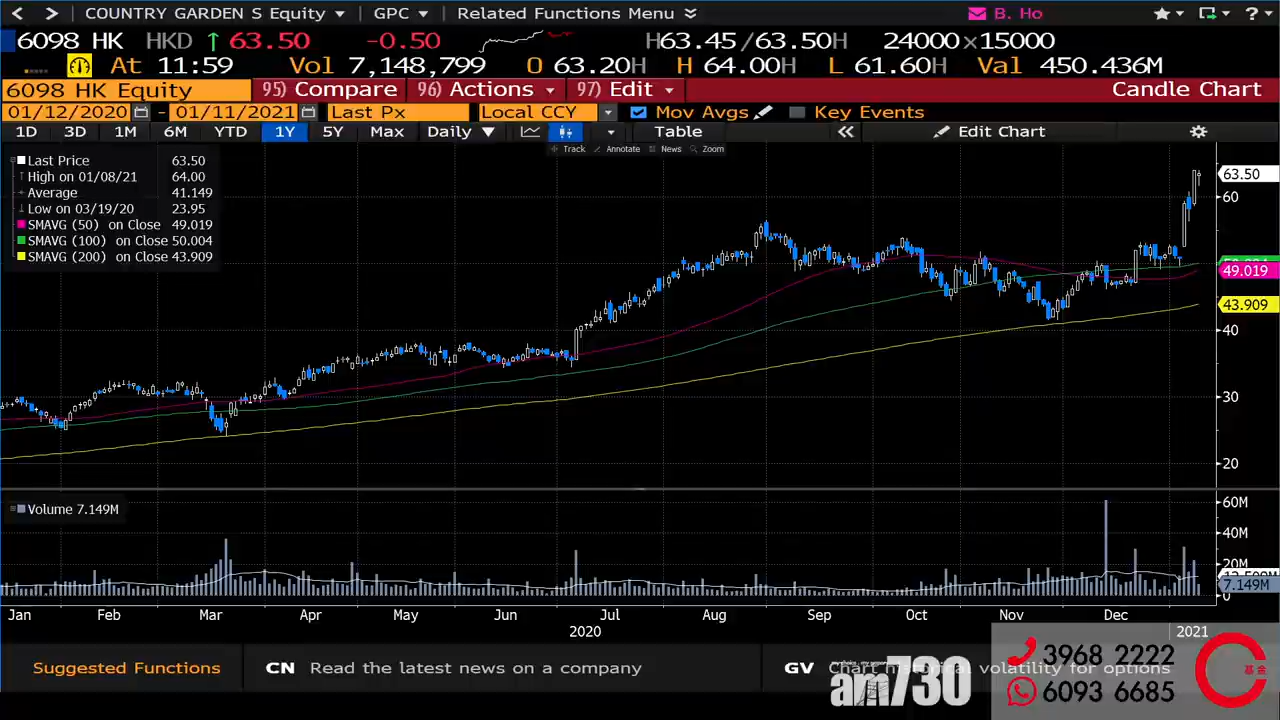 COUNTRY GARDEN S Equity GPC Related Functions Menu B. Ho
6098 HK HKD 63.50 -0.50 H63.45/63.50H 24000×15000
At 11:59 Vol 7,148,799 O 63.20H H 64.00H L 61.60H Val 450.436M
6098 HK Equity 95) Compare 96) Actions 97) Edit Candle Chart
01/12/2020 - 01/11/2021 Last Px Local CCY Mov Avgs Key Events
1D 3D 1M 6M YTD 1Y 5Y Max Daily Table Edit Chart
Track Annotate News Zoom
Last Price 63.50
High on 01/08/21 64.00
Average 41.149
Low on 03/19/20 23.95
SMAVG (50) on Close 49.019
SMAVG (100) on Close 50.004
SMAVG (200) on Close 43.909
63.50
60
49.019
43.909
40
30
20
Volume 7.149M
60M
40M
20M
7.149M
0
Jan Feb Mar Apr May Jun Jul Aug Sep Oct Nov Dec
2020 2021
Suggested Functions CN Read the latest news on a company GV Chart historical volatility for options
am730
3968 2222
6093 6685
基金